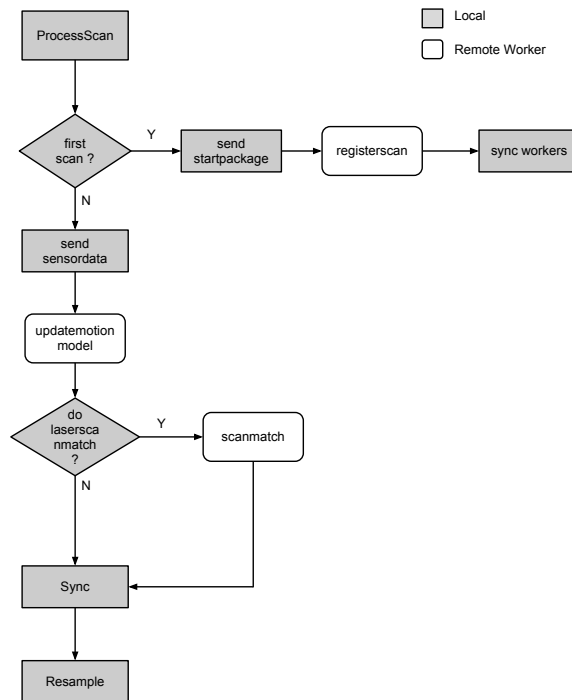 ProcessScan
Local
Remote Worker
first
scan ?
Y
send
startpackage
registerscan
sync workers
N
send
sensordata
updatemotion
model
do
lasersca
nmatch
?
Y
scanmatch
N
Sync
Resample